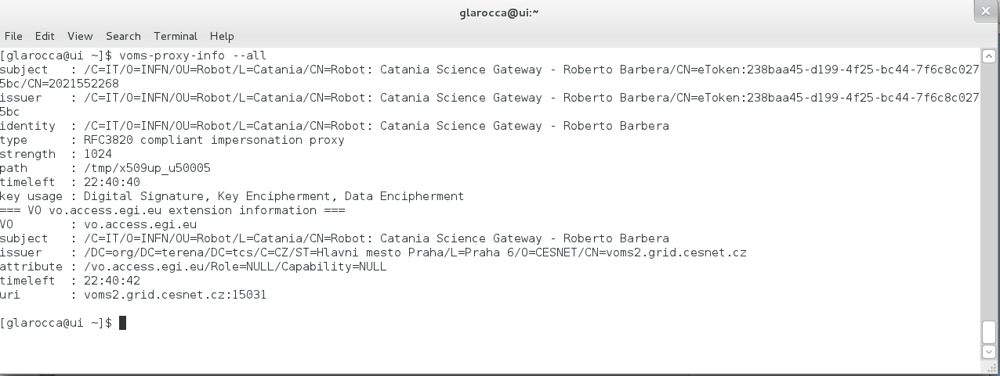 glarocca@ui:~
File Edit View Search Terminal Help
[glarocca@ui ~]$ voms-proxy-info --all
subject   : /C=IT/O=INFN/OU=Robot/L=Catania/CN=Robot: Catania Science Gateway - Roberto Barbera/CN=eToken:238baa45-d199-4f25-bc44-7f6c8c027
5bc/CN=2021552268
issuer    : /C=IT/O=INFN/OU=Robot/L=Catania/CN=Robot: Catania Science Gateway - Roberto Barbera/CN=eToken:238baa45-d199-4f25-bc44-7f6c8c027
5bc
identity  : /C=IT/O=INFN/OU=Robot/L=Catania/CN=Robot: Catania Science Gateway - Roberto Barbera
type      : RFC3820 compliant impersonation proxy
strength  : 1024
path      : /tmp/x509up_u50005
timeleft  : 22:40:40
key usage : Digital Signature, Key Encipherment, Data Encipherment
=== VO vo.access.egi.eu extension information ===
VO        : vo.access.egi.eu
subject   : /C=IT/O=INFN/OU=Robot/L=Catania/CN=Robot: Catania Science Gateway - Roberto Barbera
issuer    : /DC=org/DC=terena/DC=tcs/C=CZ/ST=Hlavni mesto Praha/L=Praha 6/O=CESNET/CN=voms2.grid.cesnet.cz
attribute : /vo.access.egi.eu/Role=NULL/Capability=NULL
timeleft  : 22:40:42
uri       : voms2.grid.cesnet.cz:15031
[glarocca@ui ~]$